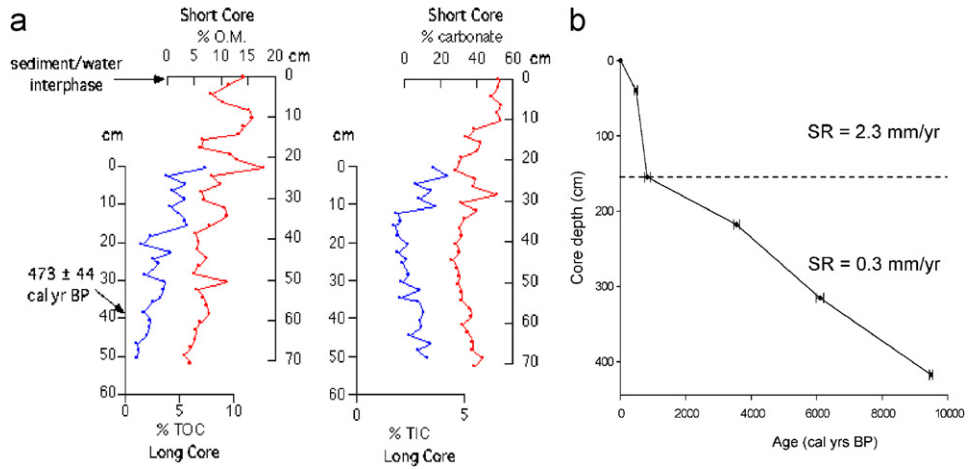 a
Short Core
% O.M.
0 5 10 15 20 cm
sediment/water
interphase
0
10
20
30
40
50
60
70
cm
0
10
20
30
40
50
60
473 ± 44
cal yr BP
0 5 10
% TOC
Long Core
Short Core
% carbonate
0 20 40 60 cm
0
10
20
30
40
50
60
70
cm
0
10
20
30
40
50
60
5
% TIC
Long Core
b
0
100
200
300
400
Core depth (cm)
SR = 2.3 mm/yr
SR = 0.3 mm/yr
0 2000 4000 6000 8000 10000
Age (cal yrs BP)